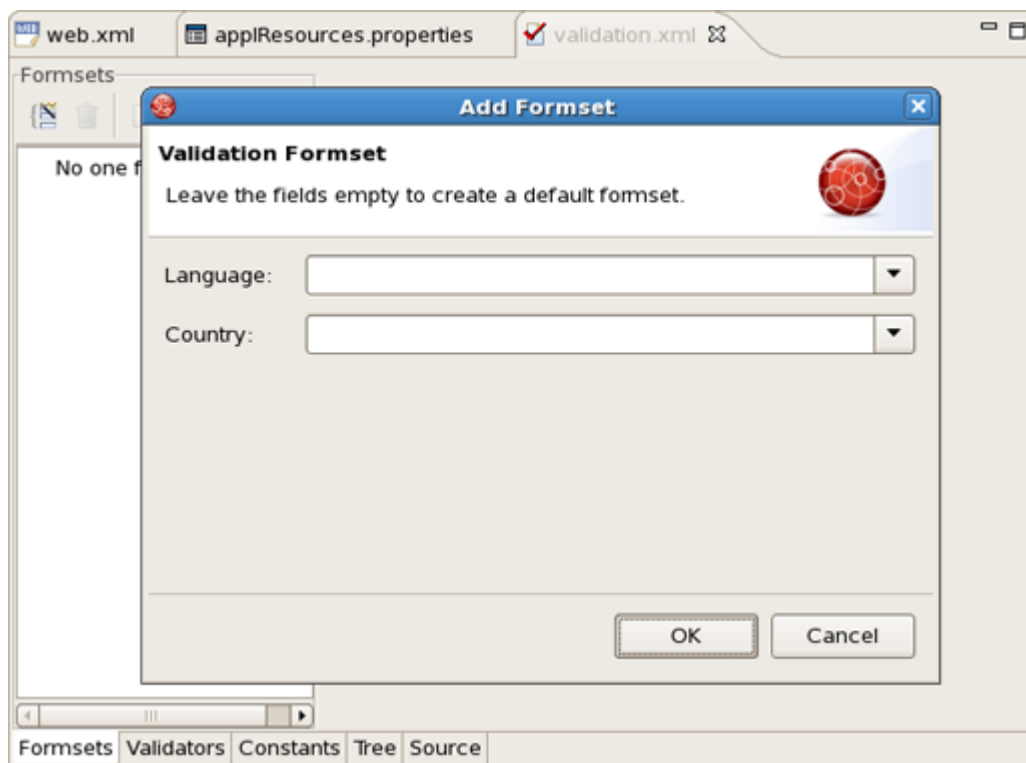 web.xml
applResources.properties
validation.xml
Formsets
Add Formset
No one f
Validation Formset
Leave the fields empty to create a default formset.
Language:
Country:
OK
Cancel
Formsets Validators Constants Tree Source